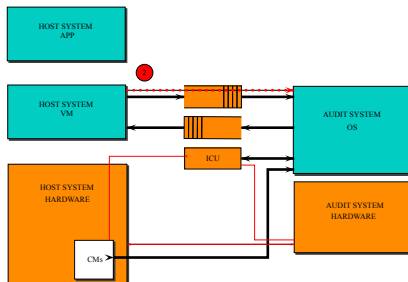 HOST SYSTEM
APP
2
HOST SYSTEM
VM
AUDIT SYSTEM
OS
ICU
HOST SYSTEM
HARDWARE
AUDIT SYSTEM
HARDWARE
CMs